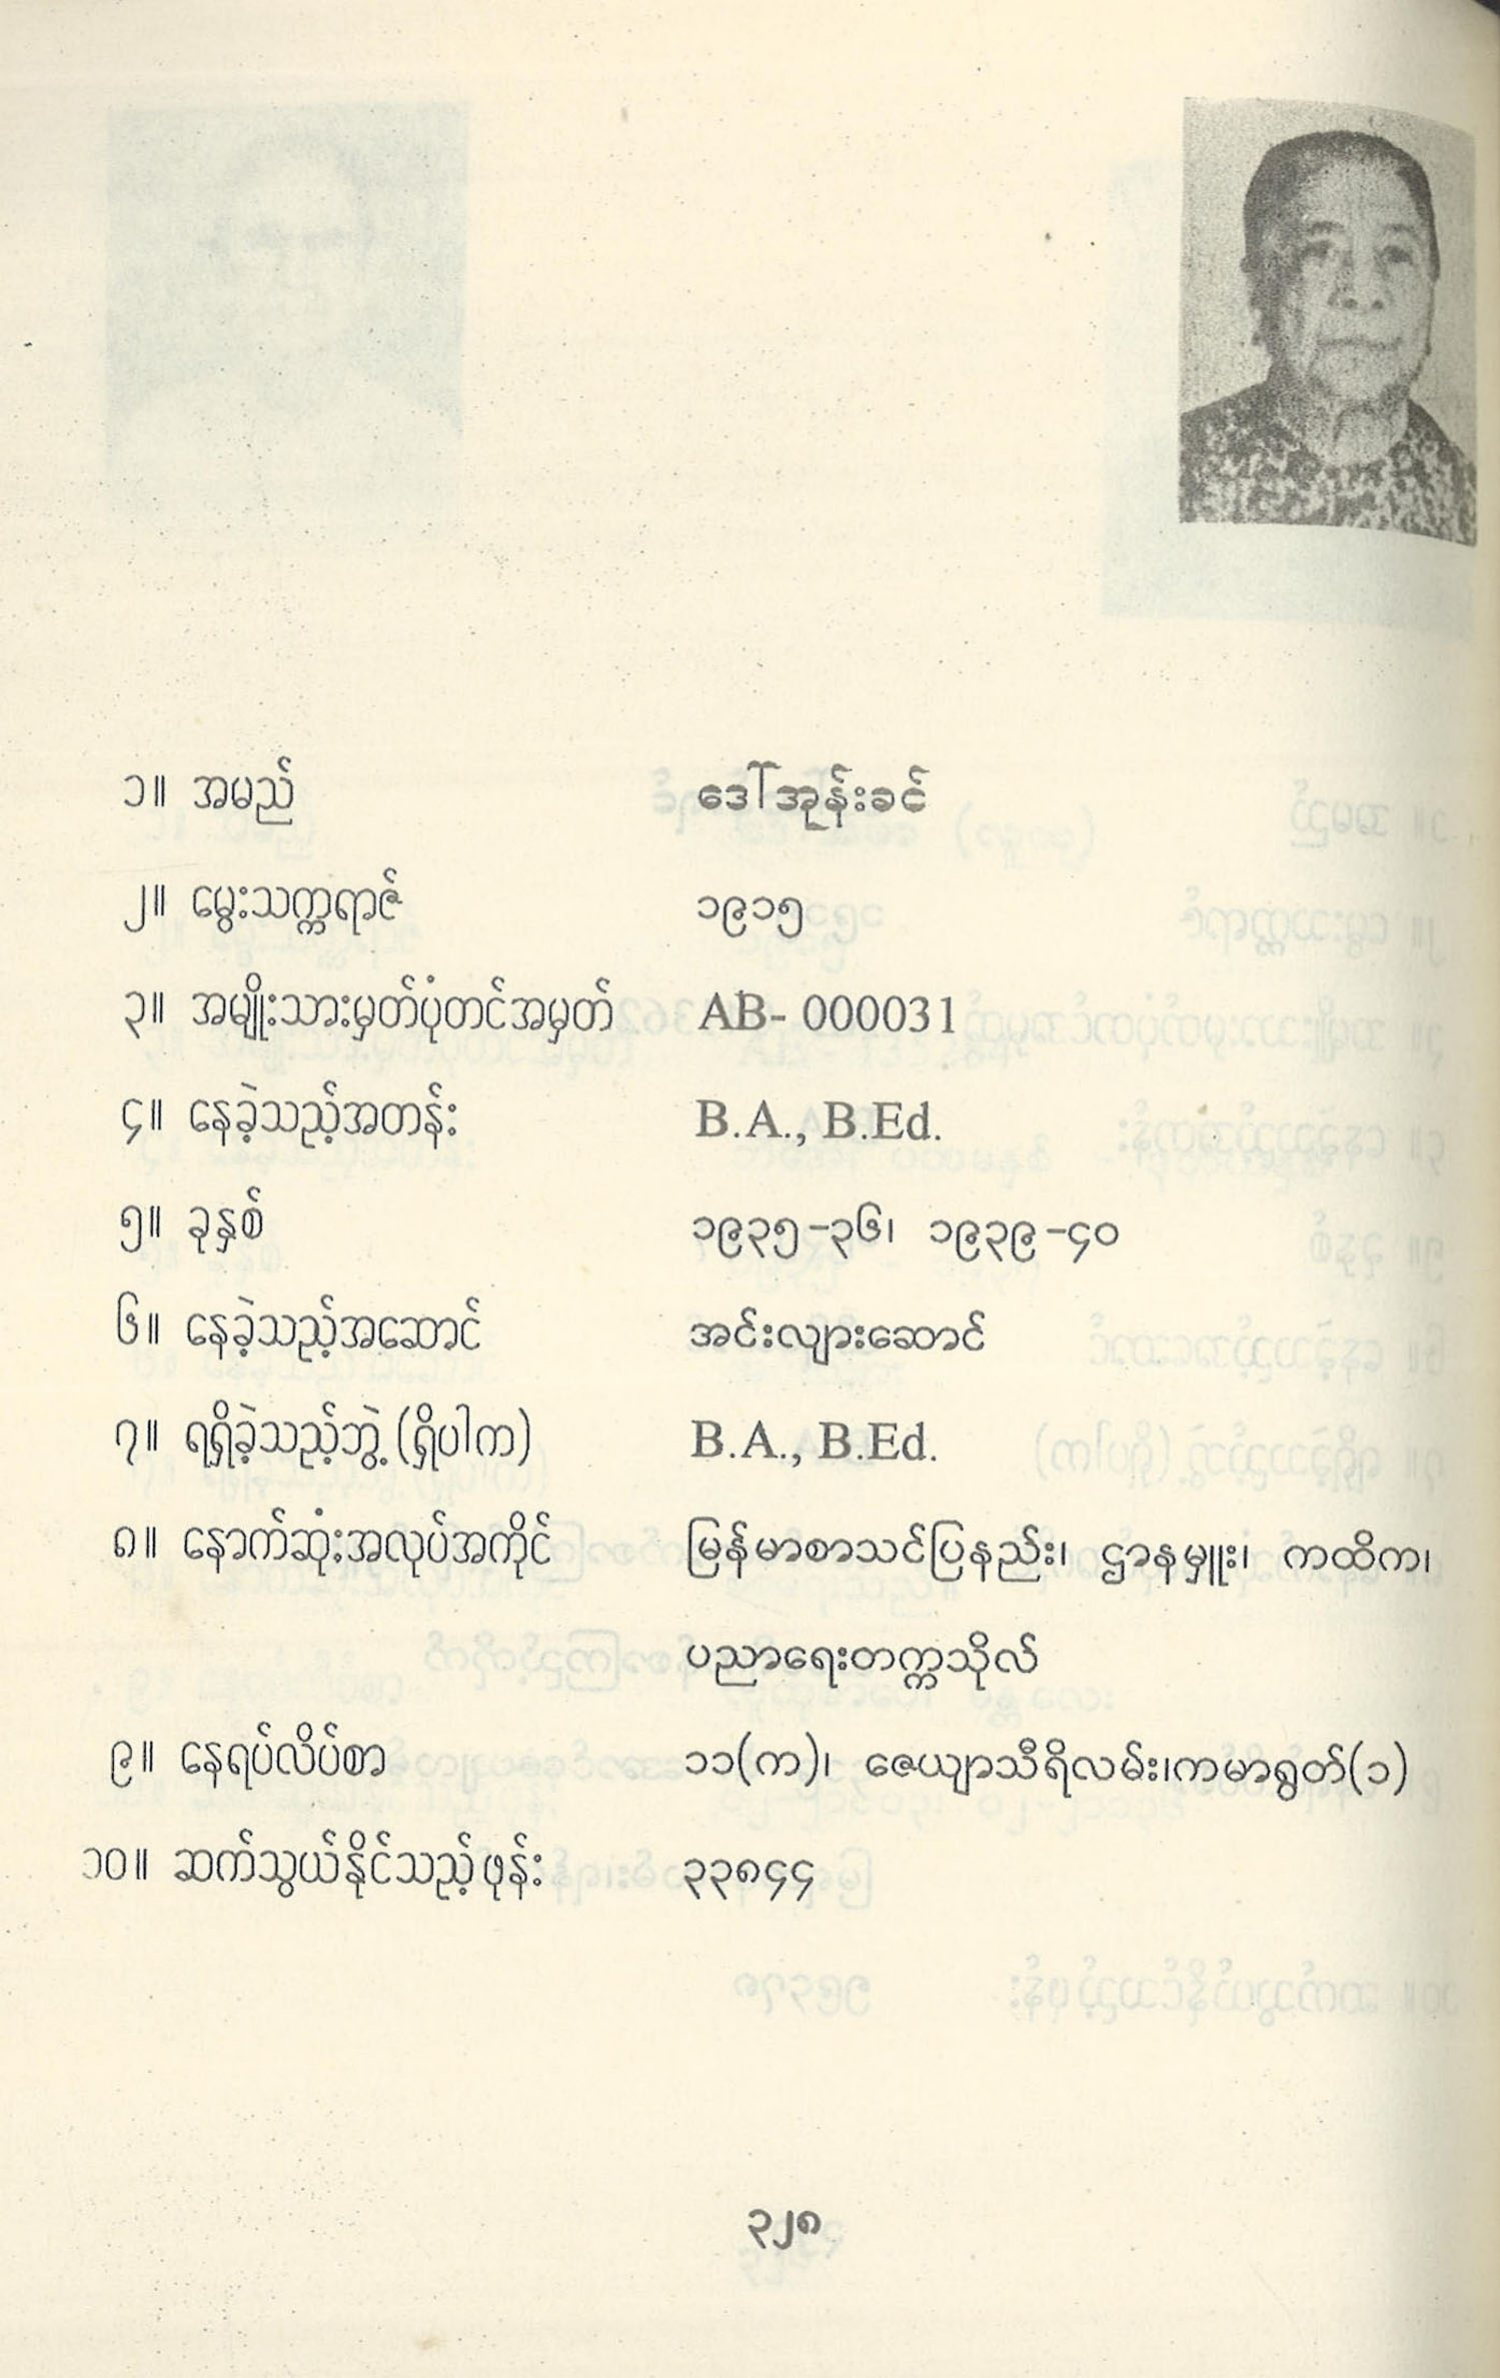 ၁။ အမည် ဒေါ်အုန်းခင်
၂။ မွေးသက္ကရာဇ် ၁၉၁၅
၃။ အမျိုးသားမှတ်ပုံတင်အမှတ် AB- 000031
၄။ နေခဲ့သည့်အတန်း B.A., B.Ed.
၅။ ခုနှစ် ၁၉၃၅-၃၆၊ ၁၉၃၉-၄၀
၆။ နေခဲ့သည့်အဆောင် အင်းလျားဆောင်
၇။ ရရှိခဲ့သည့်ဘွဲ့ (ရှိပါက) B.A., B.Ed.
၈။ နောက်ဆုံးအလုပ်အကိုင် မြန်မာစာသင်ပြနည်း၊ ဌာနမှူး၊ ကထိက၊
ပညာရေးတက္ကသိုလ်
၉။ နေရပ်လိပ်စာ ၁၁(က)၊ ဇေယျာသီရိလမ်း၊ကမာရွတ်(၁)
၁၀။ ဆက်သွယ်နိုင်သည့်ဖုန်း ၃၃၈၄၄
၃၂၈